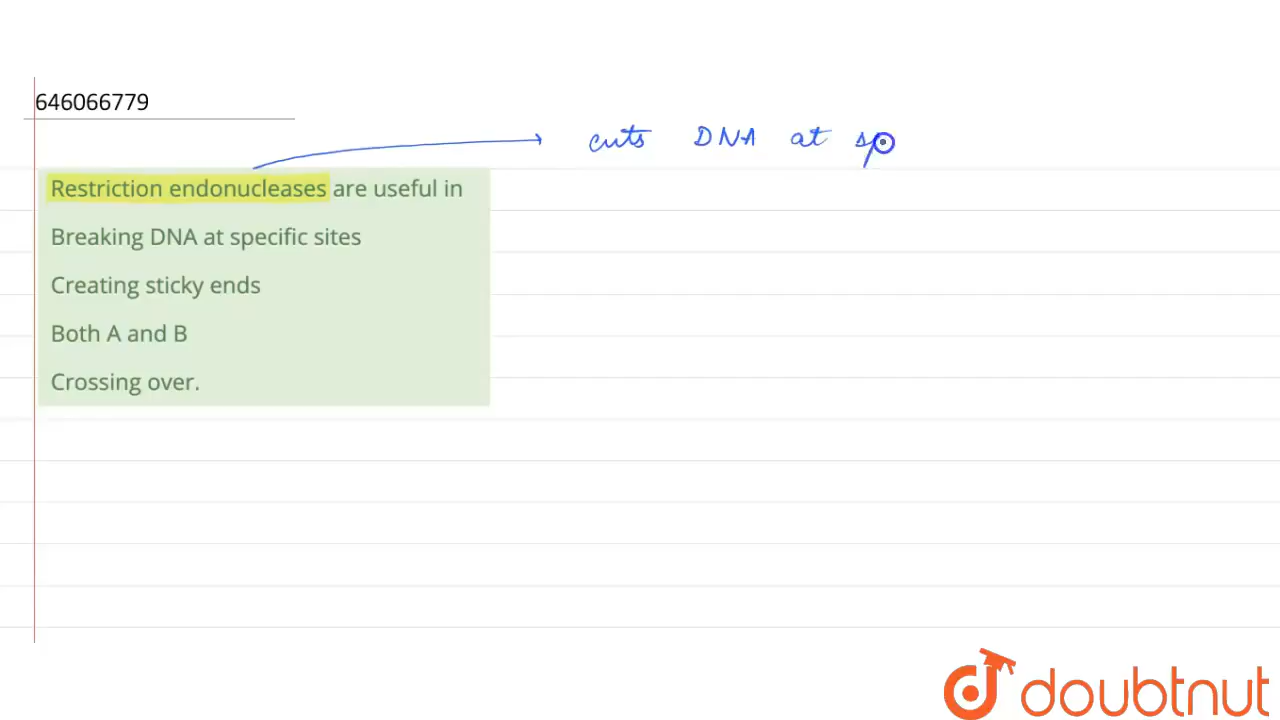 646066779
cuts DNA at sp
Restriction endonucleases are useful in
Breaking DNA at specific sites
Creating sticky ends
Both A and B
Crossing over.
doubtnut